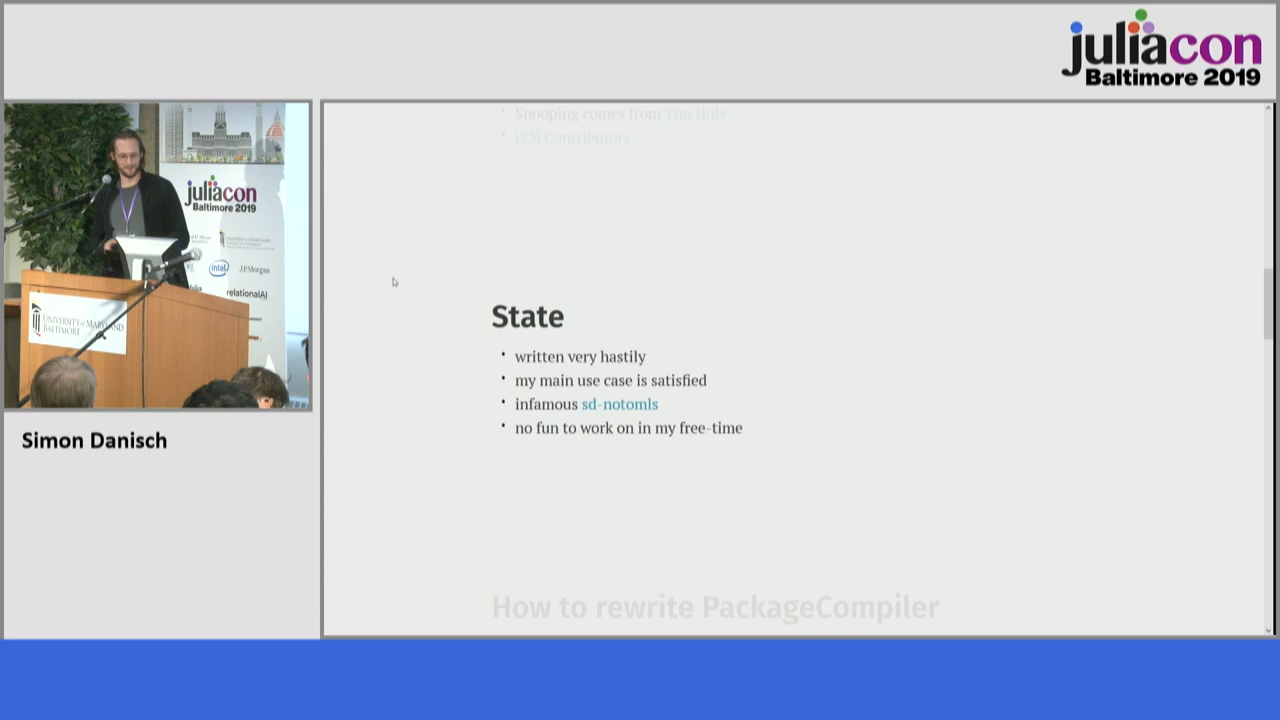 juliacon
Baltimore 2019
Snooping comes from Tim Holy
[23] Contributors
State
written very hastily
my main use case is satisfied
infamous sd-notomls
no fun to work on in my free-time
How to rewrite PackageCompiler
juliacon
Baltimore 2019
intel
J.P.Morgan
relationalAI
UNIVERSITY of MARYLAND
BALTIMORE
Simon Danisch